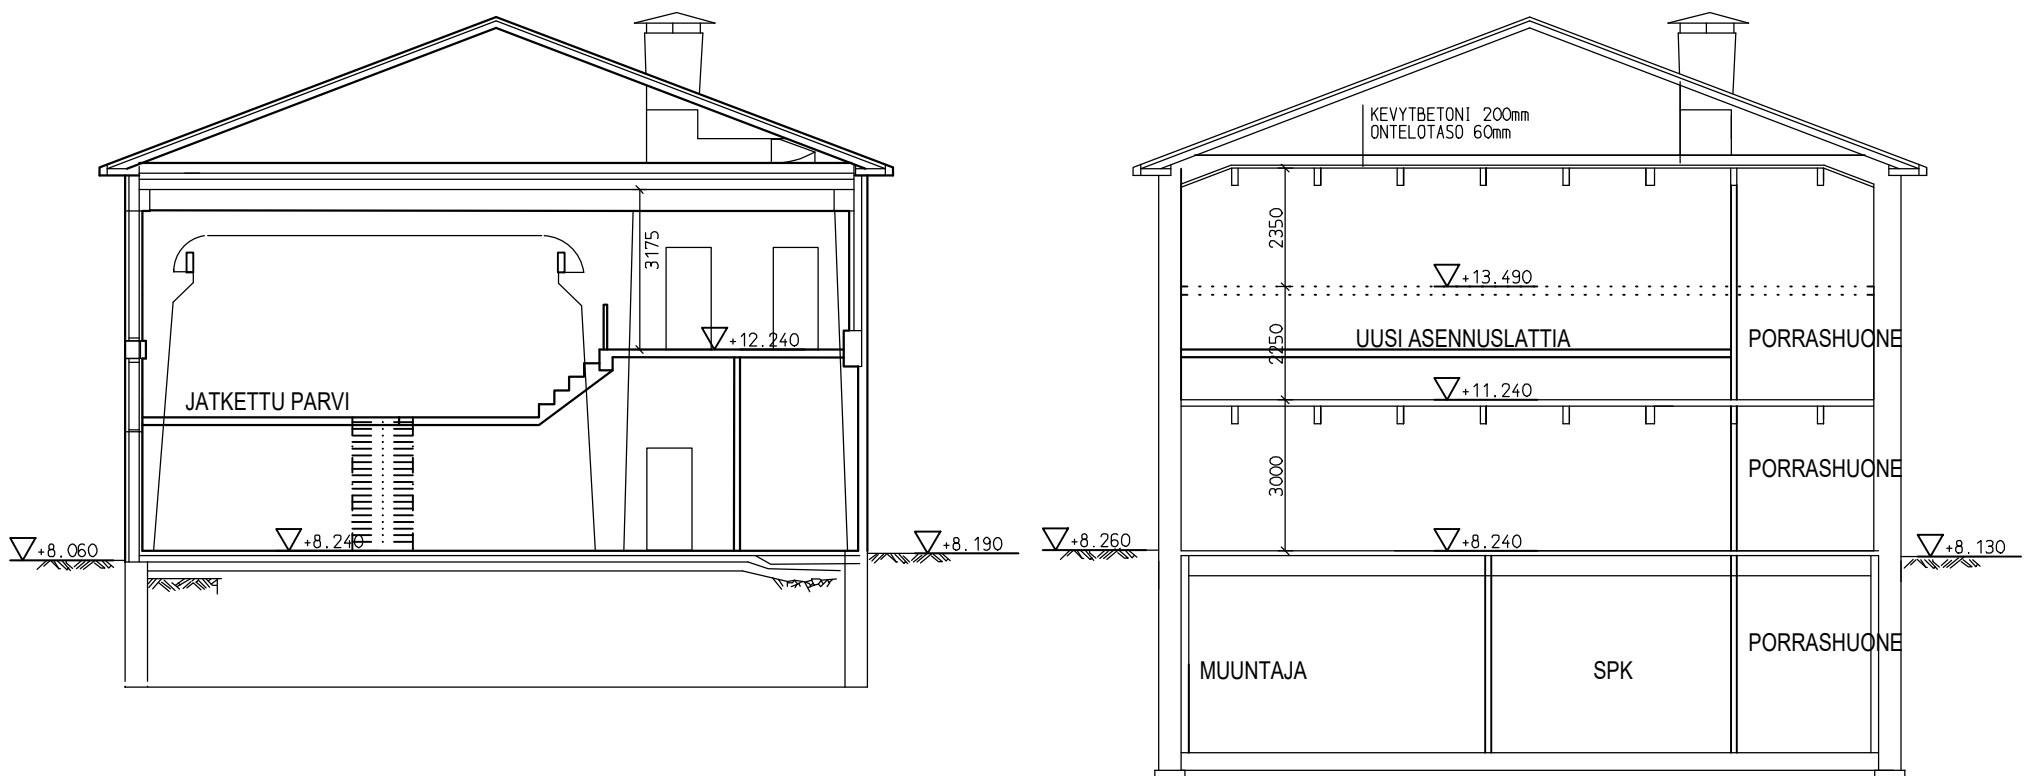 KEVYTBETONI 200mm
ONTELOTASO 60mm
3175
2350
+13.490
+12.240
UUSI ASENNUSLATTIA
2250
PORRASHUONE
JATKETTU PARVI
+11.240
3000
PORRASHUONE
+8.060
+8.240
+8.190
+8.260
+8.240
+8.130
PORRASHUONE
MUUNTAJA
SPK